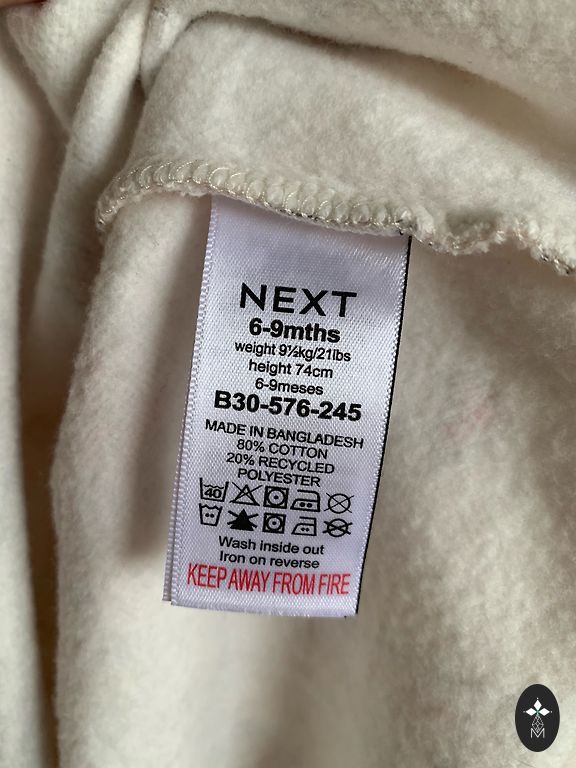 NEXT
6-9mths
weight 9½kg/21lbs
height 74cm
6-9meses
B30-576-245
MADE IN BANGLADESH
80% COTTON
20% RECYCLED
POLYESTER
40
Wash inside out
Iron on reverse
KEEP AWAY FROM FIRE
M